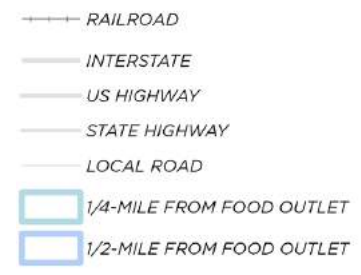 RAILROAD
INTERSTATE
US HIGHWAY
STATE HIGHWAY
LOCAL ROAD
1/4-MILE FROM FOOD OUTLET
1/2-MILE FROM FOOD OUTLET